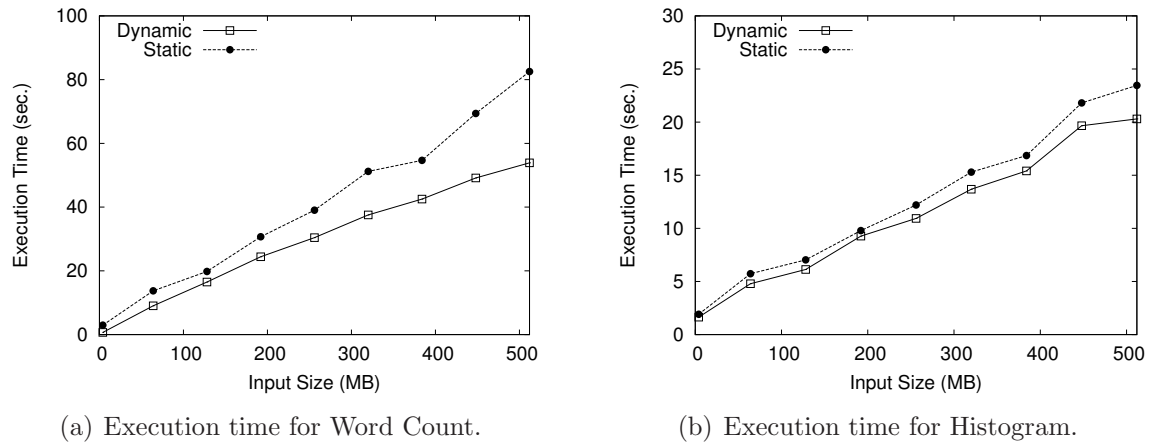 Dynamic
Static
100
80
60
40
20
0
Execution Time (sec.)
0 100 200 300 400 500
Input Size (MB)
(a) Execution time for Word Count.
Dynamic
Static
30
25
20
15
10
5
0
Execution Time (sec.)
0 100 200 300 400 500
Input Size (MB)
(b) Execution time for Histogram.